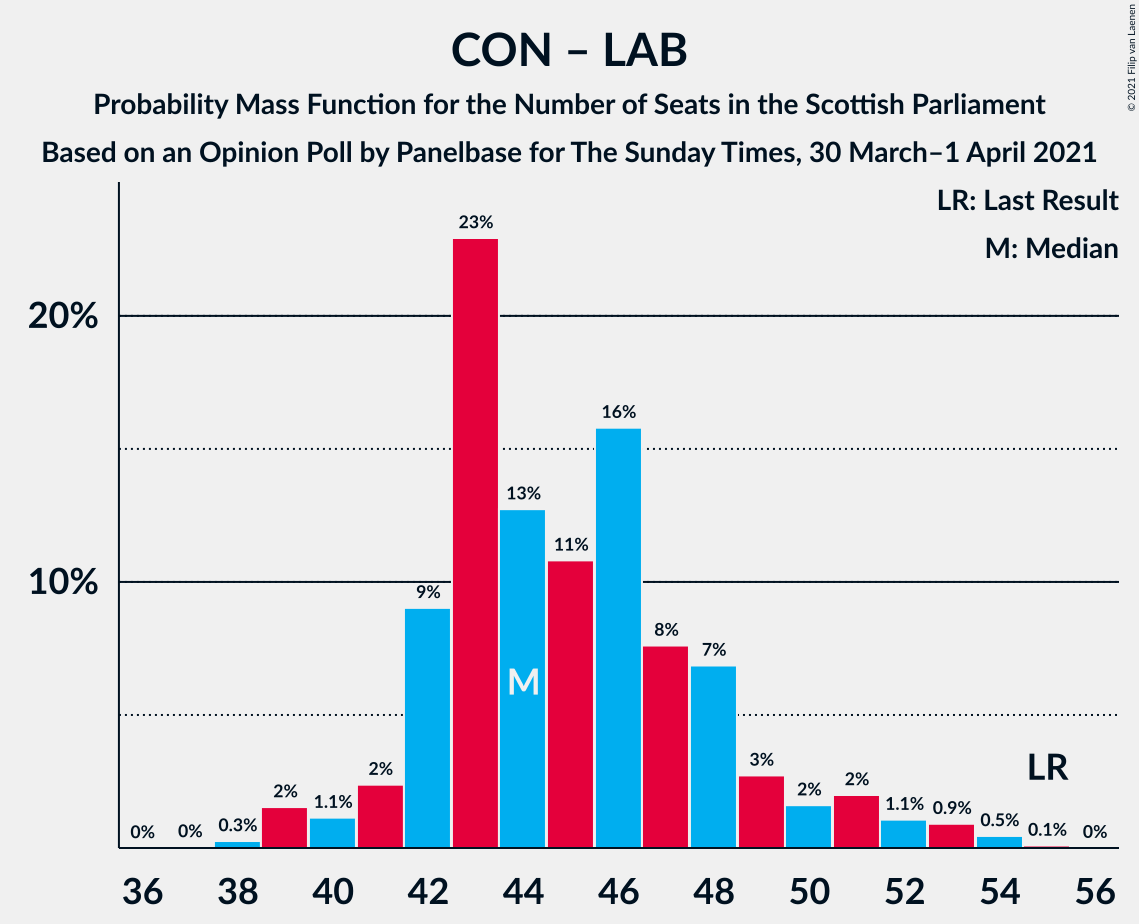 © 2021 Filip van Laenen
CON – LAB
Probability Mass Function for the Number of Seats in the Scottish Parliament
Based on an Opinion Poll by Panelbase for The Sunday Times, 30 March–1 April 2021
LR: Last Result
M: Median
20%
10%
0%
0%
0.3%
2%
1.1%
2%
9%
23%
13%
11%
16%
8%
7%
3%
2%
2%
1.1%
0.9%
0.5%
0.1%
0%
M
LR
36 38 40 42 44 46 48 50 52 54 56